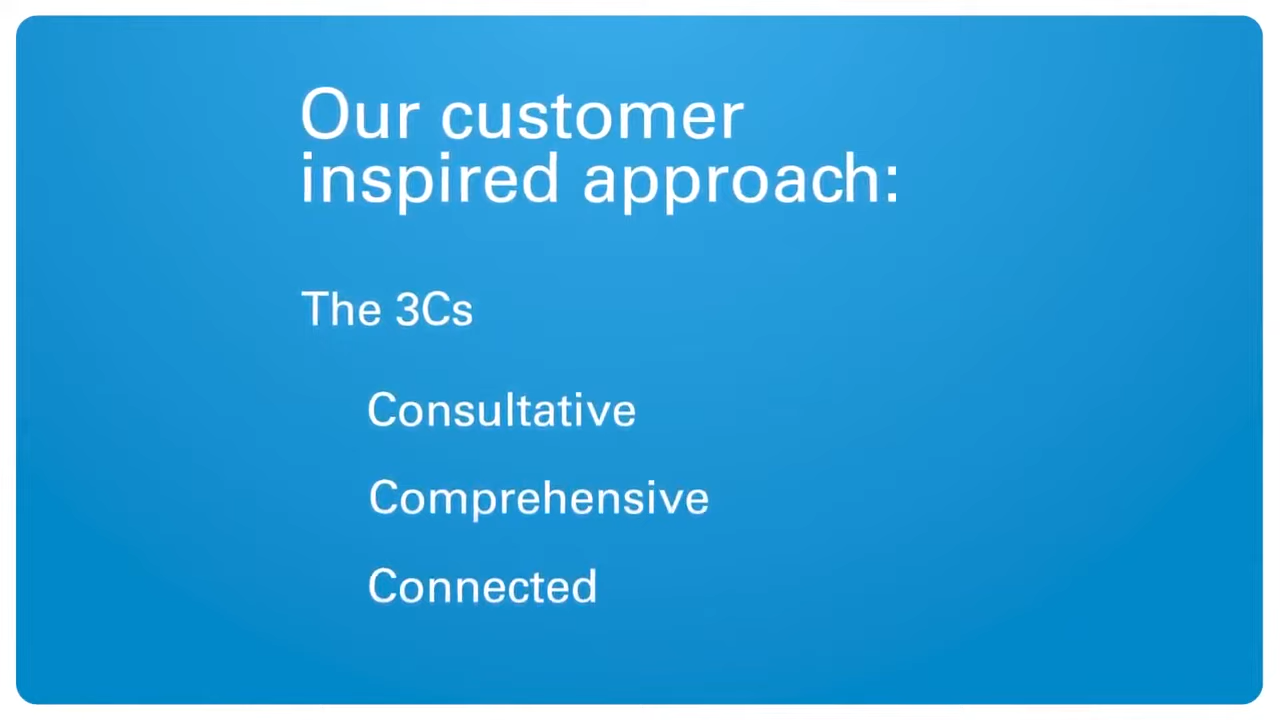 Our customer
inspired approach:
The 3Cs
Consultative
Comprehensive
Connected